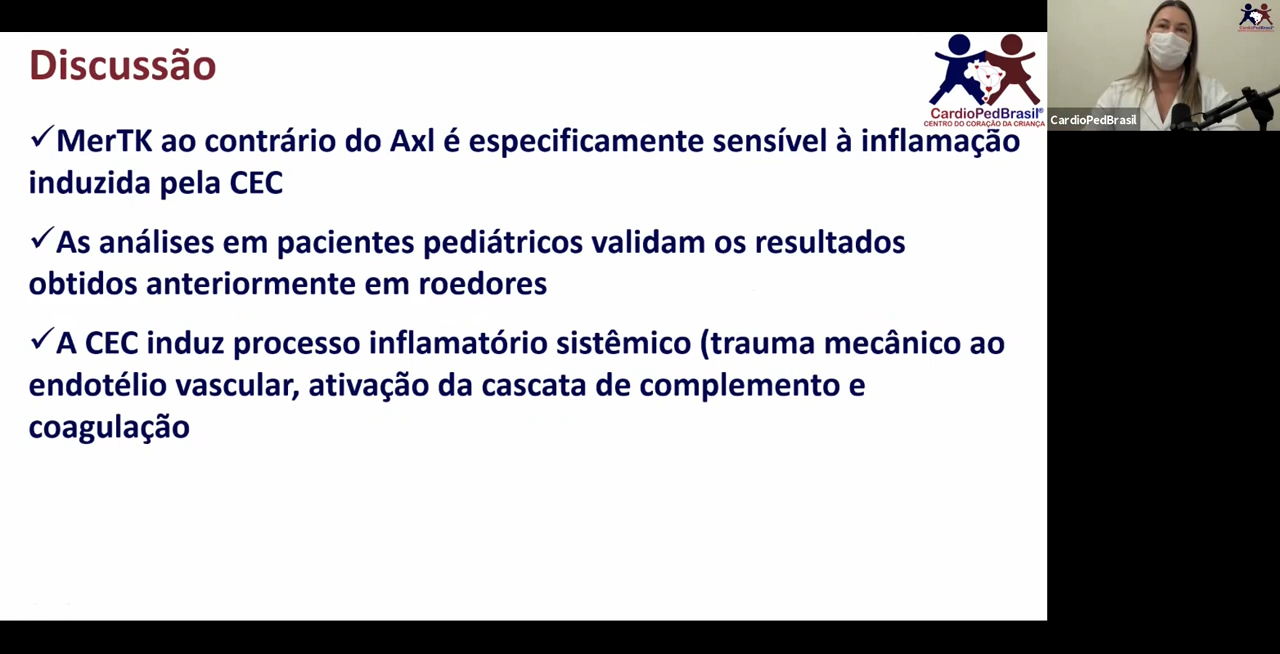 Discussão
CardioPedBrasil®
CENTRO DO CORAÇÃO DA CRIANÇA
✓MerTK ao contrário do Axl é especificamente sensível à inflamação
induzida pela CEC
✓As análises em pacientes pediátricos validam os resultados
obtidos anteriormente em roedores
✓A CEC induz processo inflamatório sistêmico (trauma mecânico ao
endotélio vascular, ativação da cascata de complemento e
coagulação
CardioPedBrasil
CardioPedBrasil